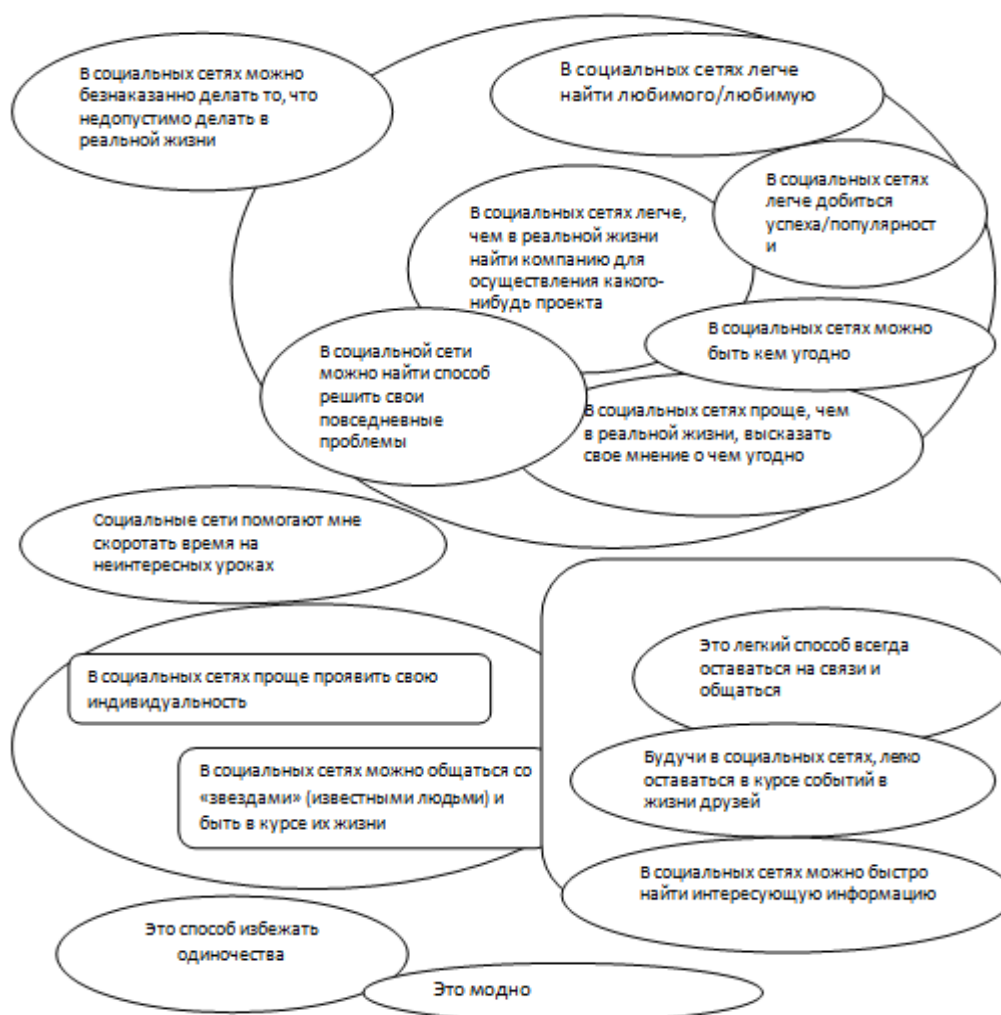 В социальных сетях можно
безнаказанно делать то, что
недопустимо делать в
реальной жизни
В социальных сетях легче
найти любимого/любимую
В социальных сетях
легче добиться
успеха/популярност
и
В социальных сетях легче,
чем в реальной жизни
найти компанию для
осуществления какого-
нибудь проекта
В социальных сетях можно
быть кем угодно
В социальной сети
можно найти способ
решить свои
повседневные
проблемы
В социальных сетях проще, чем
в реальной жизни, высказать
свое мнение о чем угодно
Социальные сети помогают мне
скоротать время на
неинтересных уроках
Это легкий способ всегда
оставаться на связи и
общаться
В социальных сетях проще проявить свою
индивидуальность
Будучи в социальных сетях, легко
оставаться в курсе событий в
жизни друзей
В социальных сетях можно общаться со
«звездами» (известными людьми) и
быть в курсе их жизни
В социальных сетях можно быстро
найти интересующую информацию
Это способ избежать
одиночества
Это модно